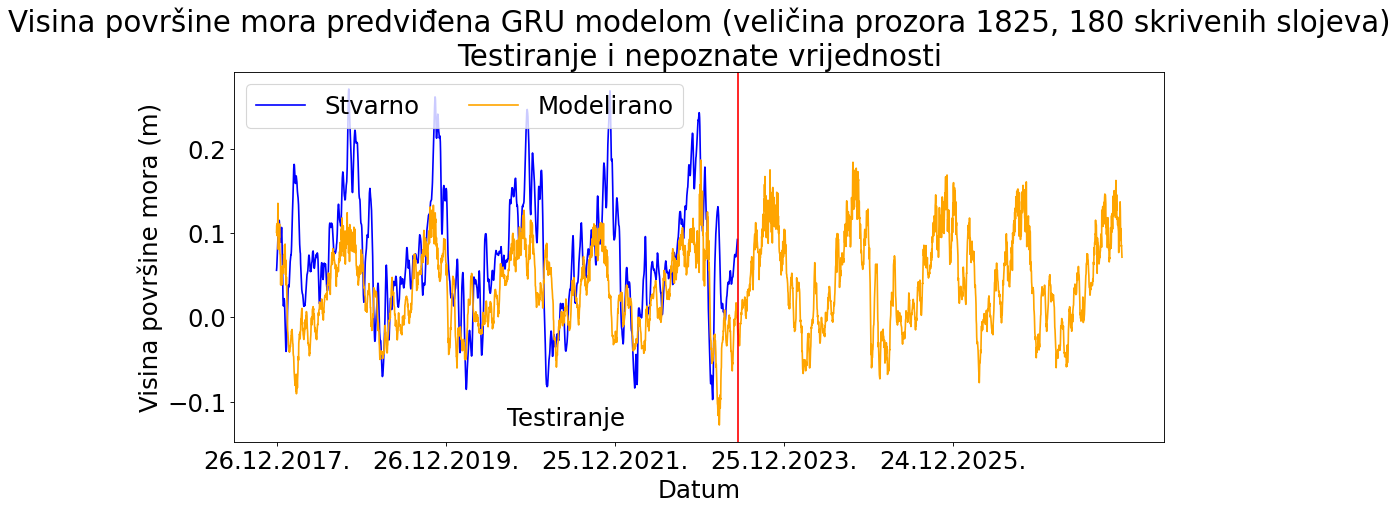 Visina površine mora predviđena GRU modelom (veličina prozora 1825, 180 skrivenih slojeva)
Testiranje i nepoznate vrijednosti
Stvarno Modelirano
Visina površine mora (m)
0.2
0.1
0.0
−0.1
Testiranje
26.12.2017. 26.12.2019. 25.12.2021. 25.12.2023. 24.12.2025.
Datum